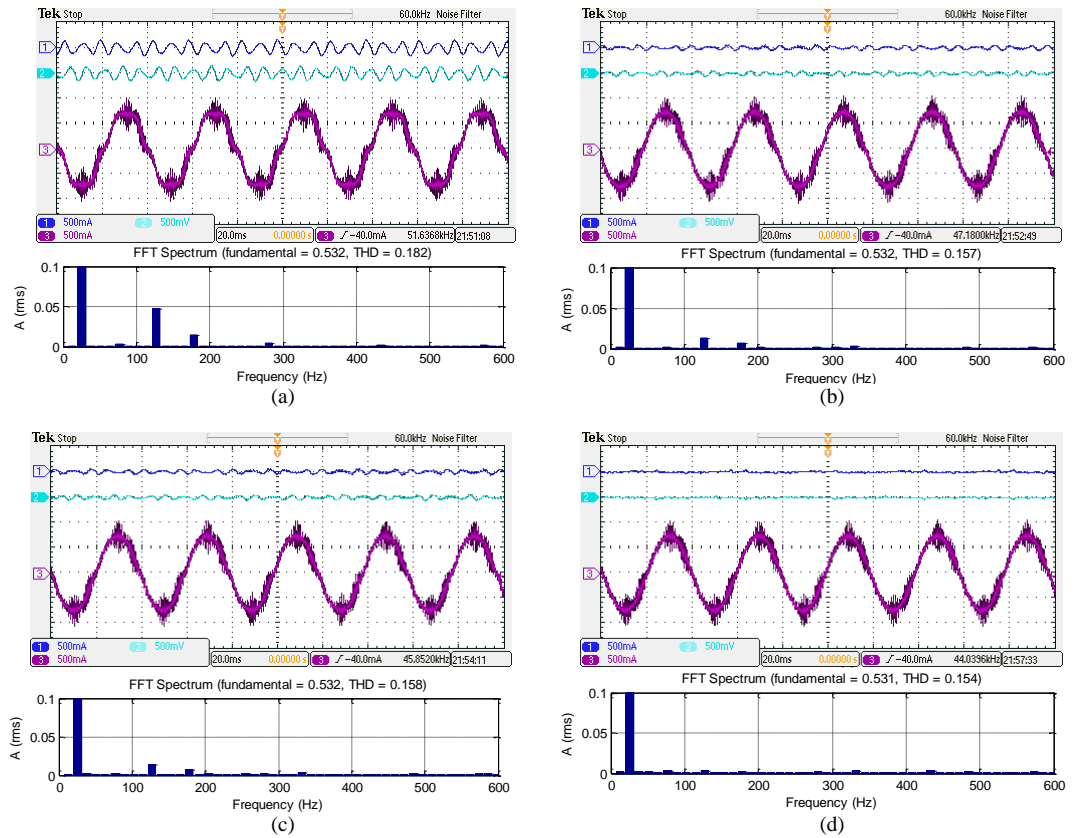 Tek Stop 60.0kHz Noise Filter
1
2
3
1 500mA 2 500mV
3 500mA
20.0ms 0.00000 s 3 -40.0mA 51.6368kHz 21:51:08
FFT Spectrum (fundamental = 0.532, THD = 0.182)
0.1
0.05
0
A (rms)
0 100 200 300 400 500 600
Frequency (Hz)
(a)
Tek Stop 60.0kHz Noise Filter
1
2
3
1 500mA 2 500mV
3 500mA
20.0ms 0.00000 s 3 -40.0mA 47.1800kHz 21:52:49
FFT Spectrum (fundamental = 0.532, THD = 0.157)
0.1
0.05
0
A (rms)
0 100 200 300 400 500 600
Frequency (Hz)
(b)
Tek Stop 60.0kHz Noise Filter
1
2
3
1 500mA 2 500mV
3 500mA
20.0ms 0.00000 s 3 -40.0mA 45.8520kHz 21:54:11
FFT Spectrum (fundamental = 0.532, THD = 0.158)
0.1
0.05
0
A (rms)
0 100 200 300 400 500 600
Frequency (Hz)
(c)
Tek Stop 60.0kHz Noise Filter
1
2
3
1 500mA 2 500mV
3 500mA
20.0ms 0.00000 s 3 -40.0mA 44.0396kHz 21:57:33
FFT Spectrum (fundamental = 0.531, THD = 0.154)
0.1
0.05
0
A (rms)
0 100 200 300 400 500 600
Frequency (Hz)
(d)